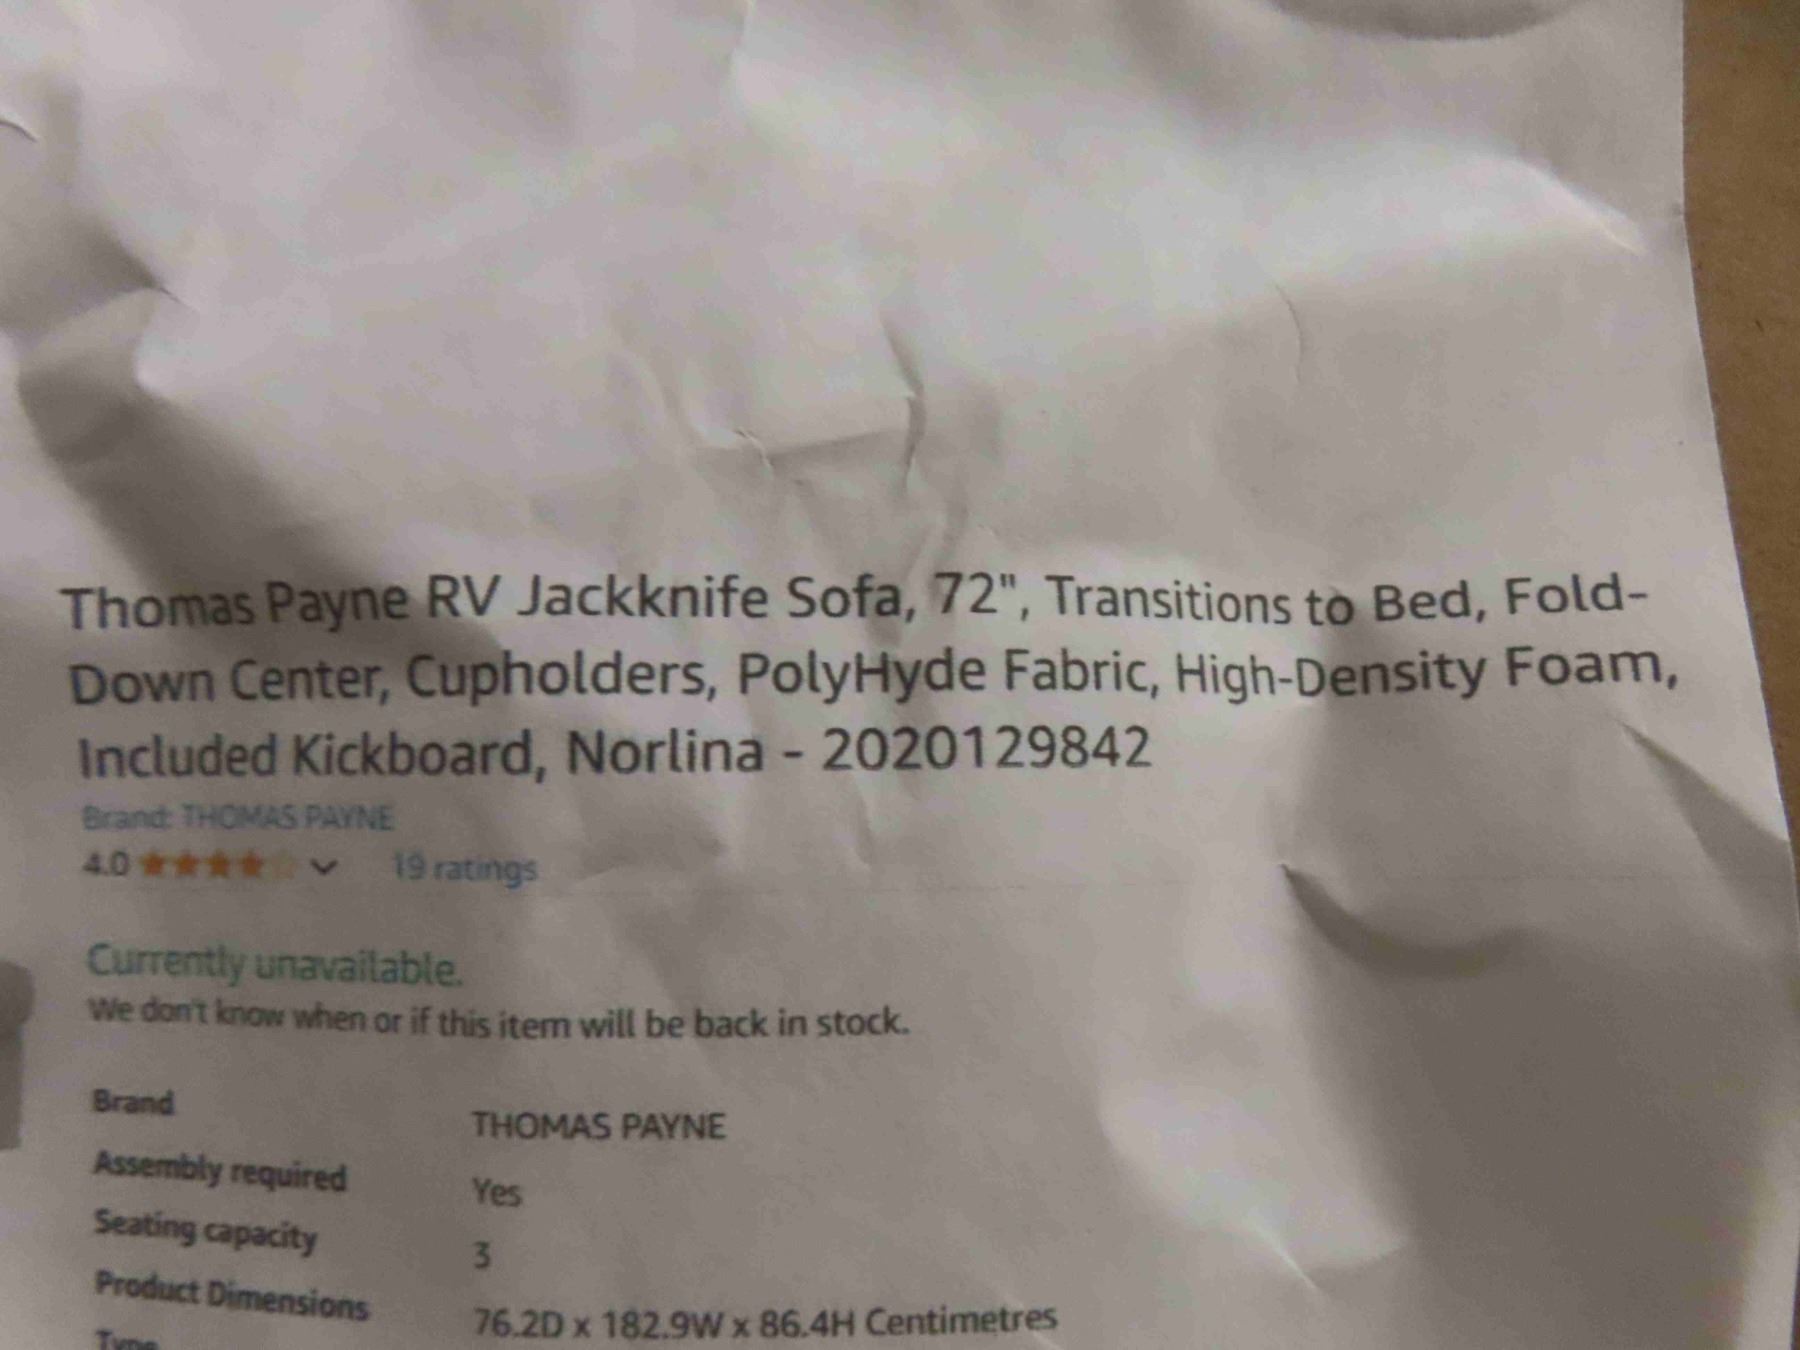 Thomas Payne RV Jackknife Sofa, 72", Transitions to Bed, Fold-
Down Center, Cupholders, PolyHyde Fabric, High-Density Foam,
Included Kickboard, Norlina - 2020129842
Brand: THOMAS PAYNE
4.0 19 ratings
Currently unavailable.
We don't know when or if this item will be back in stock.
Brand THOMAS PAYNE
Assembly required Yes
Seating capacity 3
Product Dimensions 76.2D x 182.9W x 86.4H Centimetres
Type